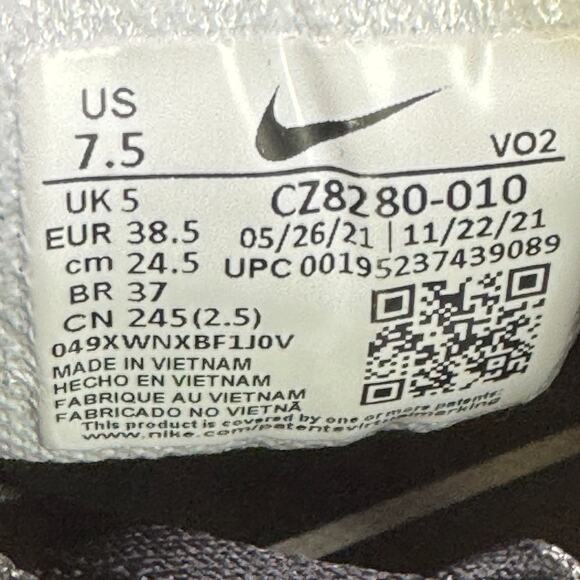 US
7.5
VO2
UK 5
CZ8280-010
EUR 38.5
05/26/21 | 11/22/21
cm 24.5
UPC 00195237439089
BR 37
CN 245(2.5)
049XWNXBF1J0V
MADE IN VIETNAM
HECHO EN VIETNAM
FABRIQUE AU VIETNAM
FABRICADO NO VIETNÃ
This product is covered by one or more patents
www.nike.com/patentsvirtualmarking